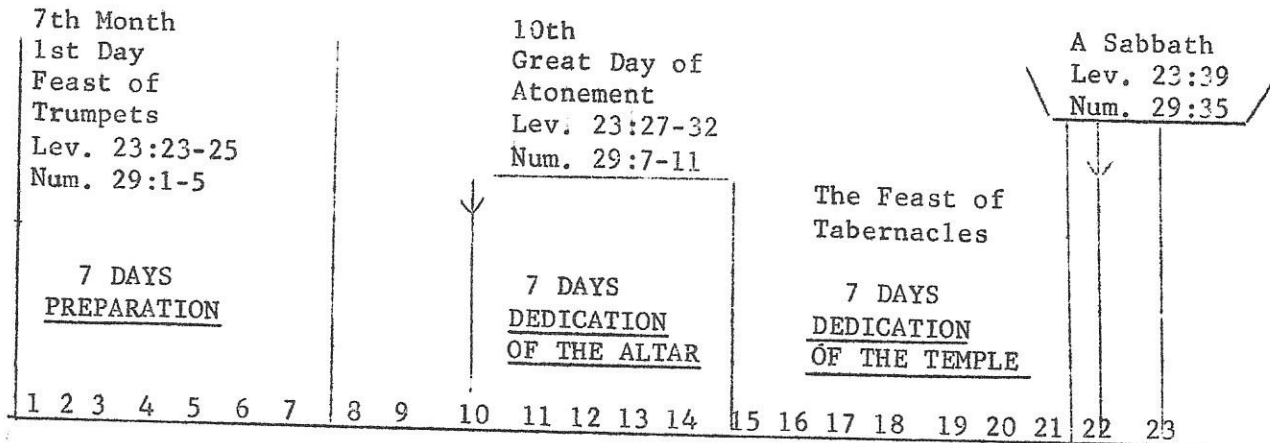 7th Month
1st Day
Feast of
Trumpets
Lev. 23:23-25
Num. 29:1-5
10th
Great Day of
Atonement
Lev. 23:27-32
Num. 29:7-11
A Sabbath
Lev. 23:39
Num. 29:35
The Feast of
Tabernacles
7 DAYS
PREPARATION
7 DAYS
DEDICATION
OF THE ALTAR
7 DAYS
DEDICATION
OF THE TEMPLE
1 2 3 4 5 6 7 8 9 10 11 12 13 14 15 16 17 18 19 20 21 22 23